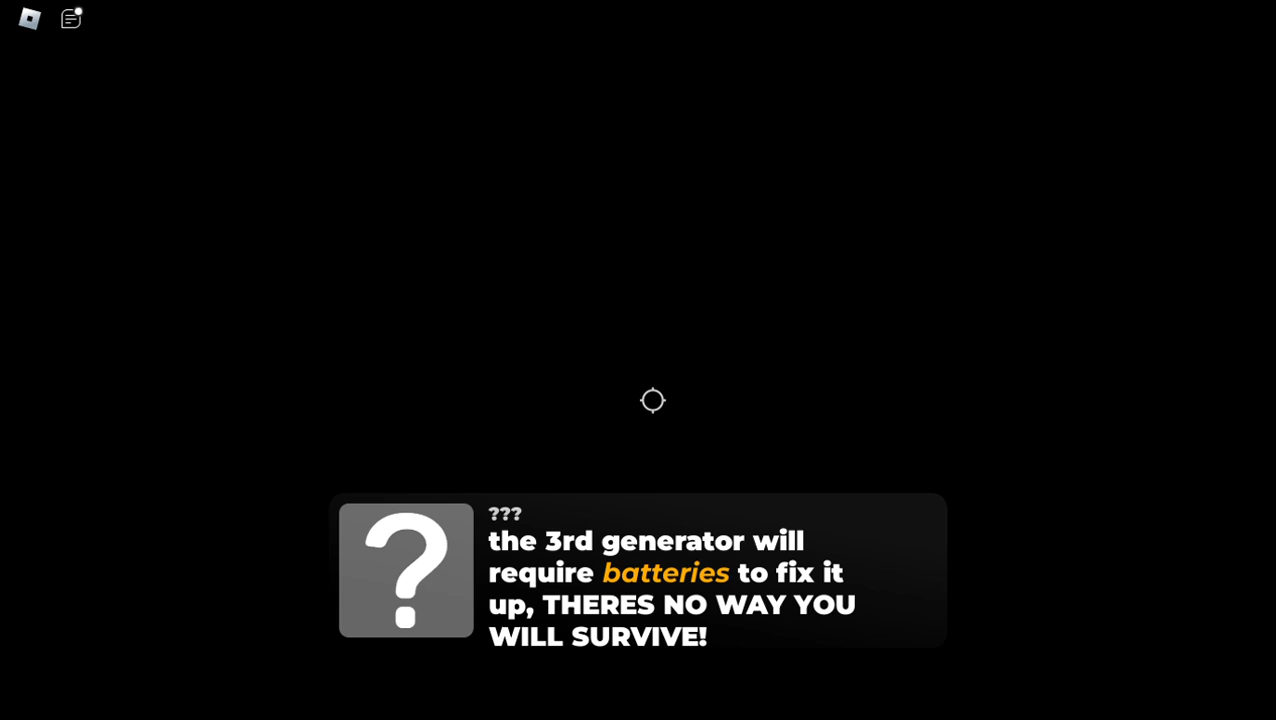 ?
???
the 3rd generator will
require batteries to fix it
up, THERES NO WAY YOU
WILL SURVIVE!